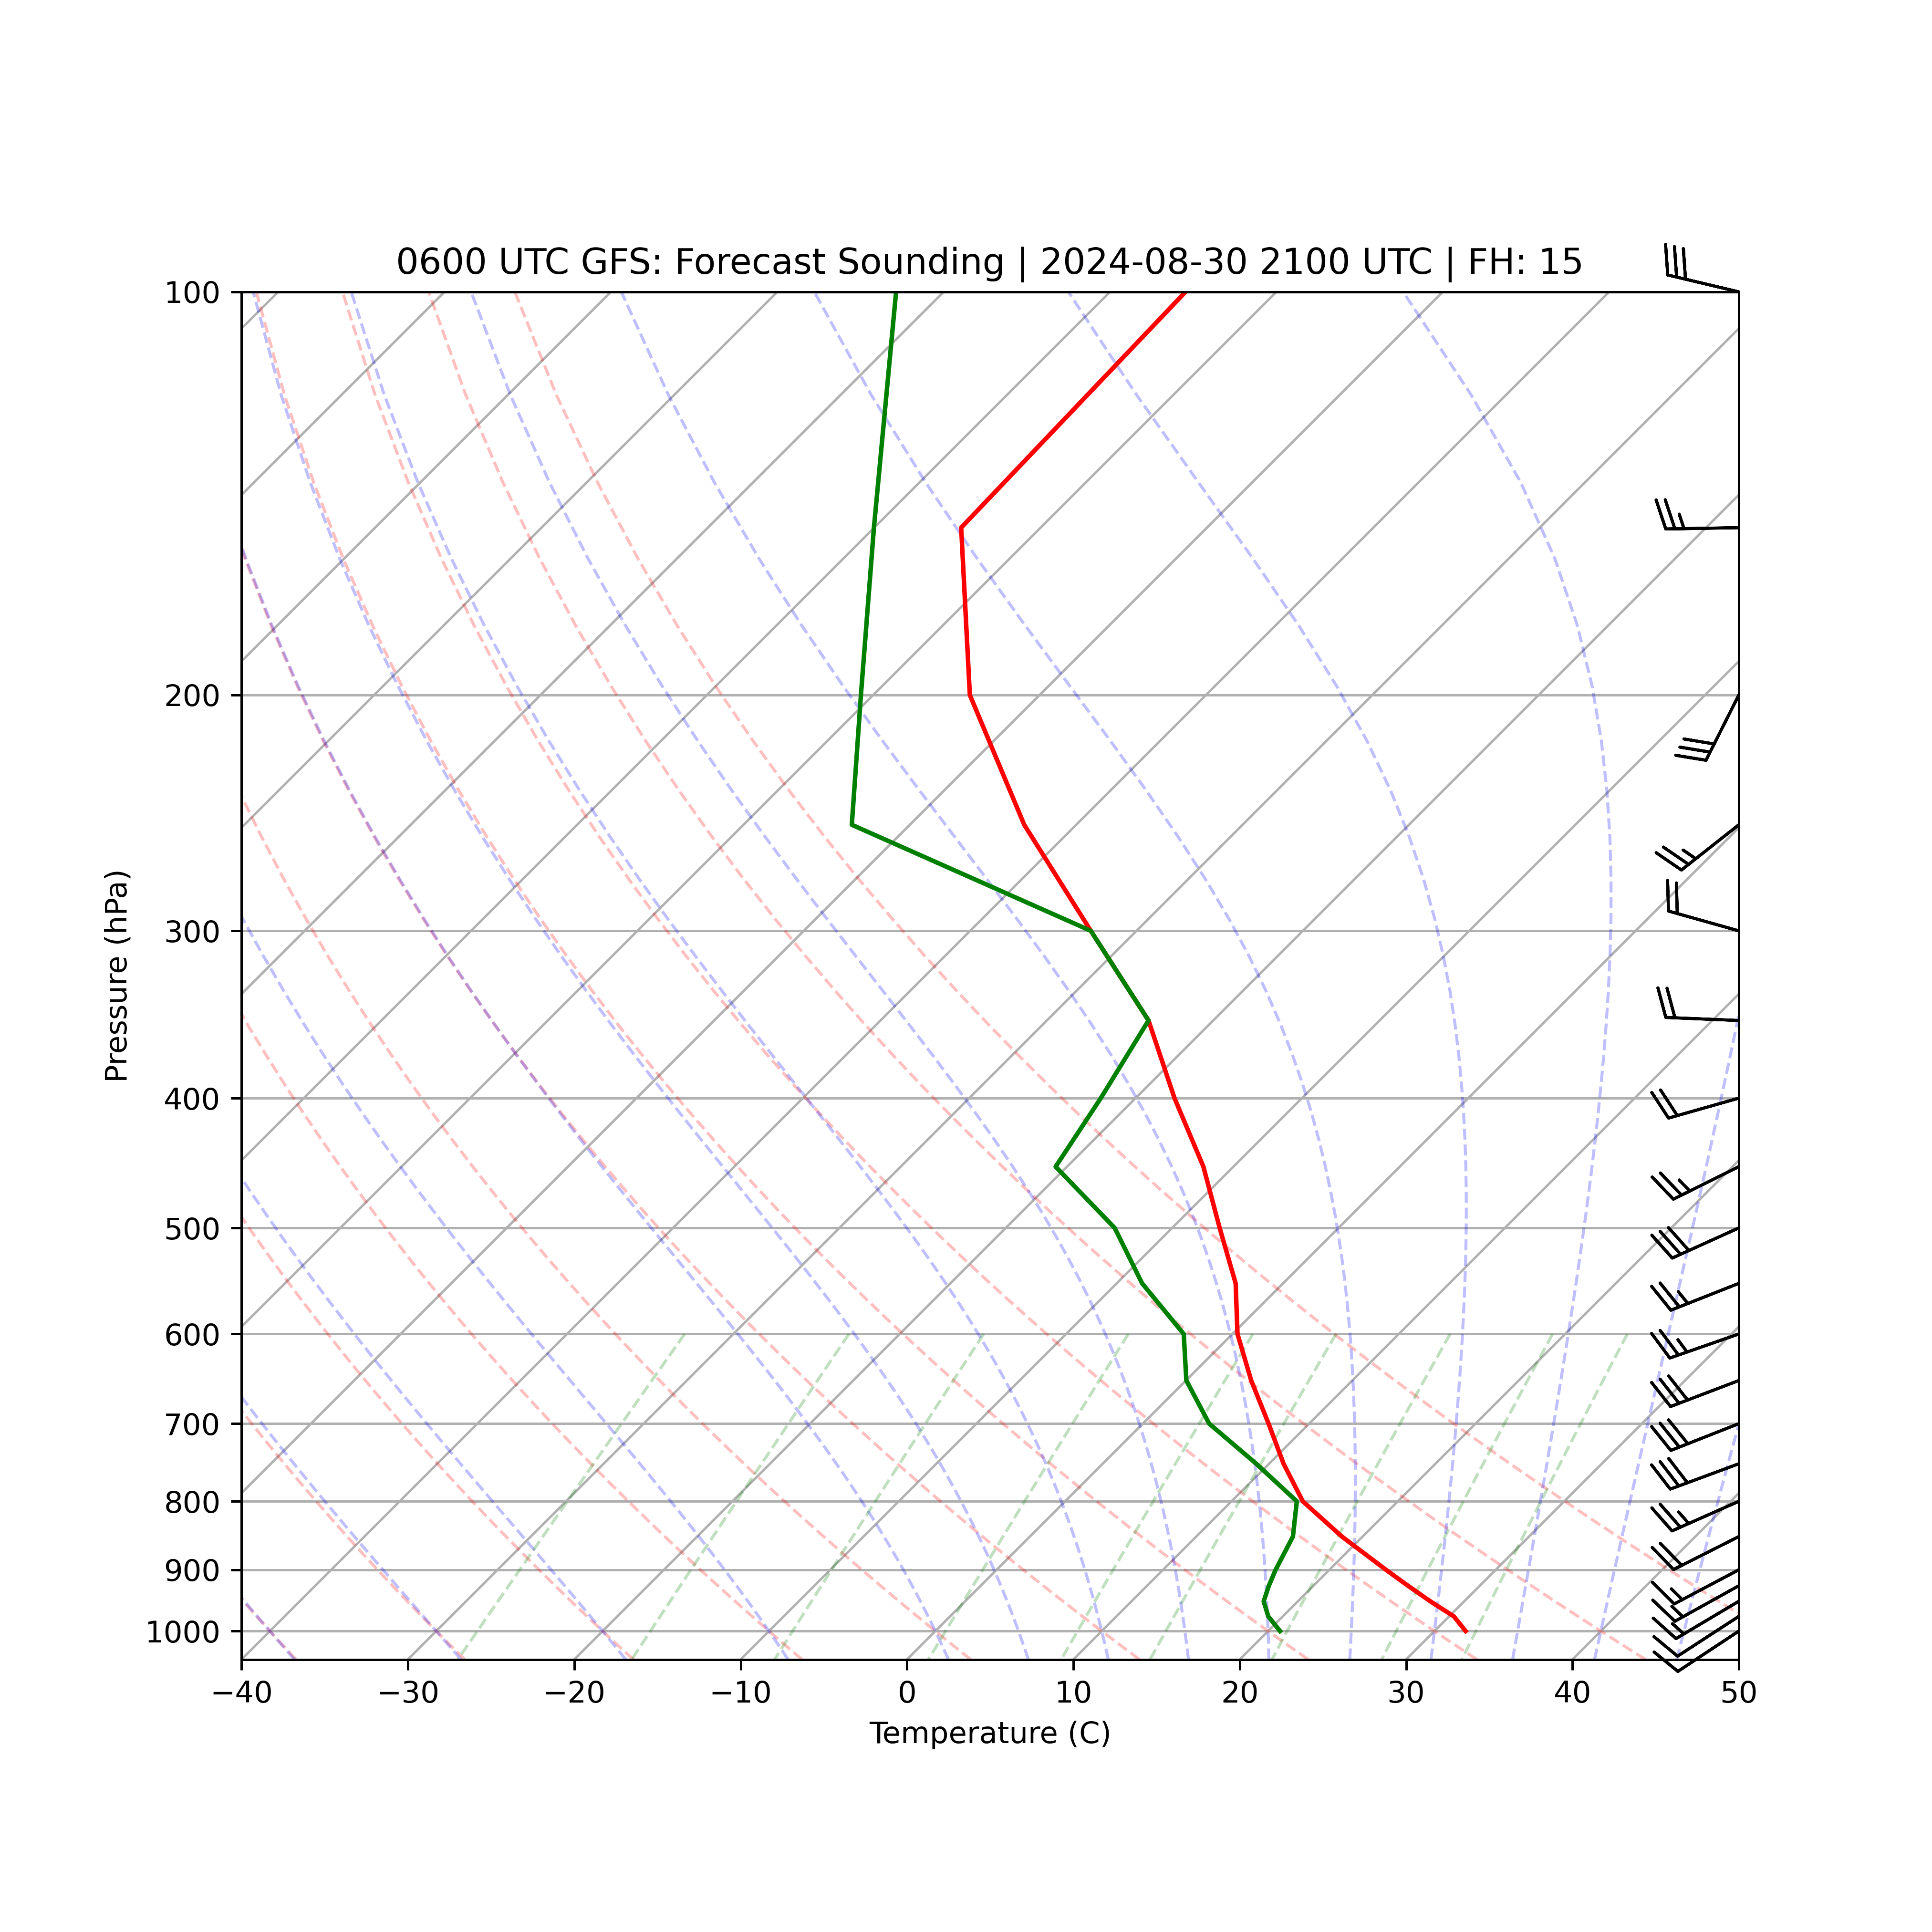 0600 UTC GFS: Forecast Sounding | 2024-08-30 2100 UTC | FH: 15
100
200
300
400
500
600
700
800
900
1000
Pressure (hPa)
−40 −30 −20 −10 0 10 20 30 40 50
Temperature (C)